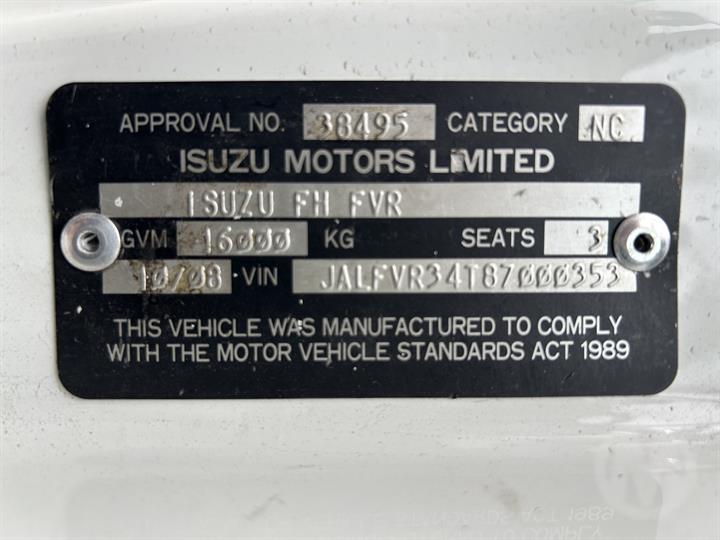 APPROVAL NO. 38495 CATEGORY NC
ISUZU MOTORS LIMITED
ISUZU FH FVR
GVM 16000 KG SEATS 3
10/08 VIN JALFVR34T87000353
THIS VEHICLE WAS MANUFACTURED TO COMPLY
WITH THE MOTOR VEHICLE STANDARDS ACT 1989